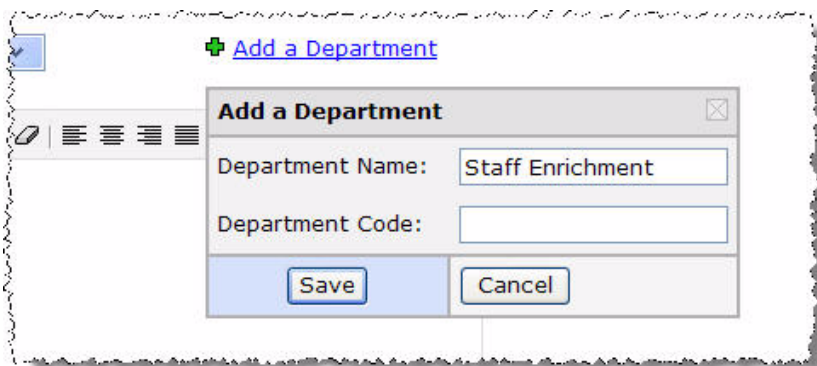 Add a Department
Add a Department
Department Name: Staff Enrichment
Department Code:
Save Cancel